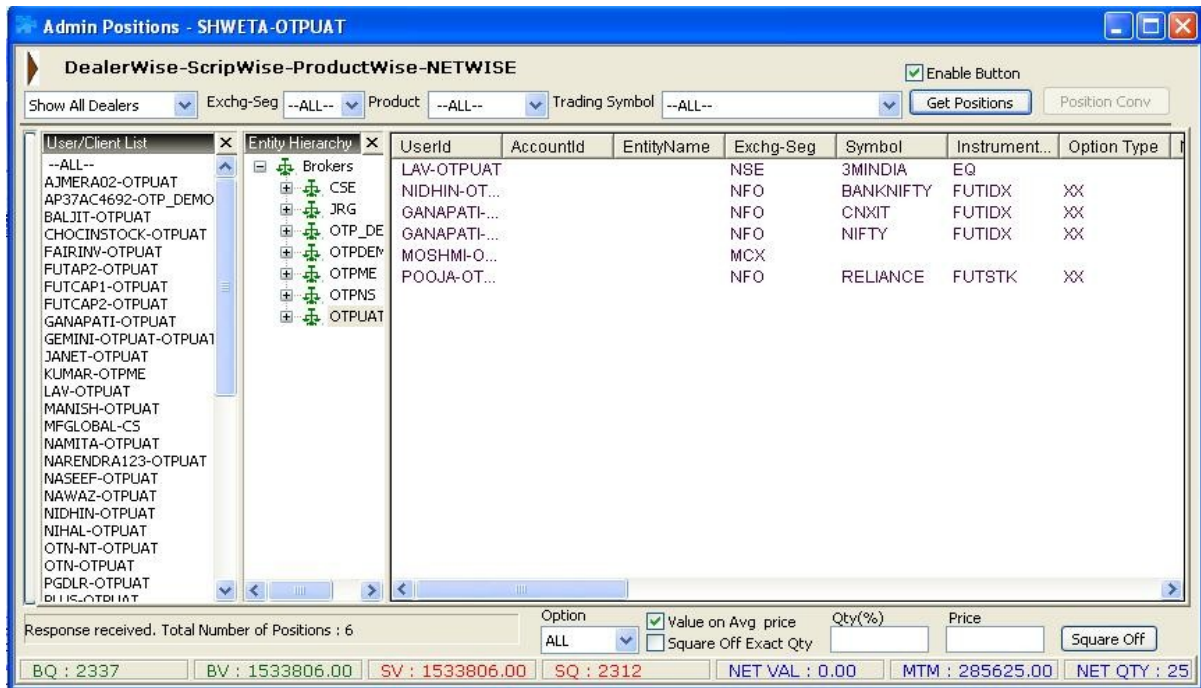 Admin Positions - SHWETA-OTPUAT
DealerWise-ScripWise-ProductWise-NETWISE
Enable Button
Show All Dealers Exchg-Seg --ALL-- Product --ALL-- Trading Symbol --ALL-- Get Positions Position Conv
User/Client List
--ALL--
AJMERA02-OTPUAT
AP37AC4692-OTP_DEMO
BALJIT-OTPUAT
CHOCINSTOCK-OTPUAT
FAIRINV-OTPUAT
FUTAP2-OTPUAT
FUTCAP1-OTPUAT
FUTCAP2-OTPUAT
GANAPATI-OTPUAT
GEMINI-OTPUAT-OTPUAT
JANET-OTPUAT
KUMAR-OTPME
LAV-OTPUAT
MANISH-OTPUAT
MFGLOBAL-CS
NAMITA-OTPUAT
NARENDRA123-OTPUAT
NASEEF-OTPUAT
NAWAZ-OTPUAT
NIDHIN-OTPUAT
NIHAL-OTPUAT
OTN-NT-OTPUAT
OTN-OTPUAT
PGDLR-OTPUAT
Entity Hierarchy
Brokers
CSE
JRG
OTP_DE
OTPDEM
OTPME
OTPNS
OTPUAT
UserId AccountId EntityName Exchg-Seg Symbol Instrument... Option Type
LAV-OTPUAT NSE 3MINDIA EQ
NIDHIN-OT... NFO BANKNIFTY FUTIDX XX
GANAPATI-... NFO CNXIT FUTIDX XX
GANAPATI-... NFO NIFTY FUTIDX XX
MOSHMI-O... MCX
POOJA-OT... NFO RELIANCE FUTSTK XX
Response received. Total Number of Positions : 6
Option
ALL
Value on Avg price
Square Off Exact Qty
Qty(%)
Price
Square Off
BQ : 2337 BV : 1533806.00 SV : 1533806.00 SQ : 2312 NET VAL : 0.00 MTM : 285625.00 NET QTY : 25